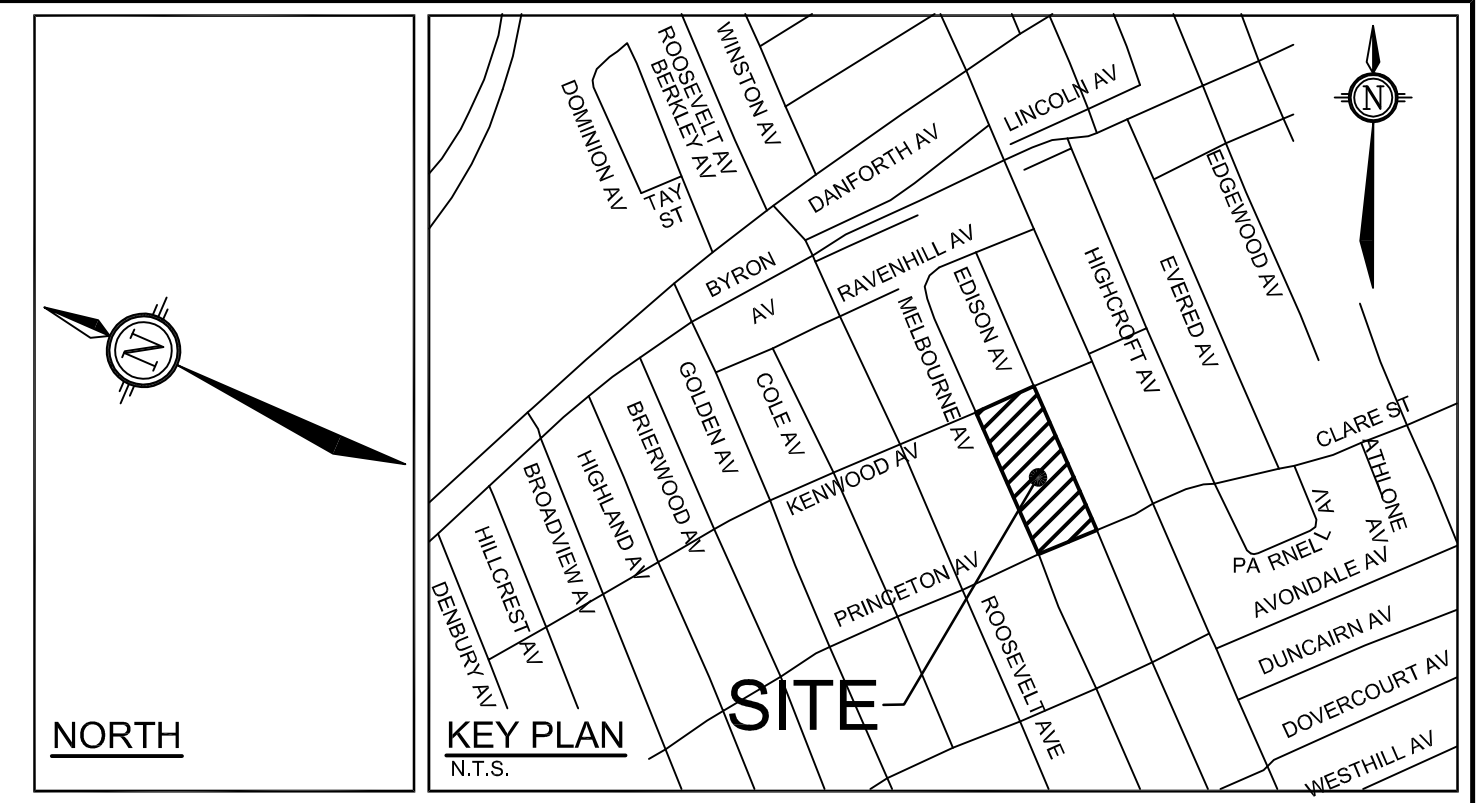 N
NORTH
DOMINION AV
ROOSEVELT AV
BERKLEY AV
WINSTON AV
TAY
ST
DANFORTH AV
LINCOLN AV
N
BYRON
AV
RAVENHILL AV
EDISON AV
MELBOURNE AV
HIGHCROFT AV
EVERED AV
EDGEWOOD AV
GOLDEN AV
COLE AV
BRIERWOOD AV
HIGHLAND AV
BROADVIEW AV
HILLCREST AV
DENBURY AV
KENWOOD AV
CLARE ST
ATHLONE
AV
PARNELL
AV
PRINCETON AV
ROOSEVELT AVE
AVONDALE AV
DUNCAIRN AV
DOVERCOURT AV
WESTHILL AV
SITE
KEY PLAN
N.T.S.